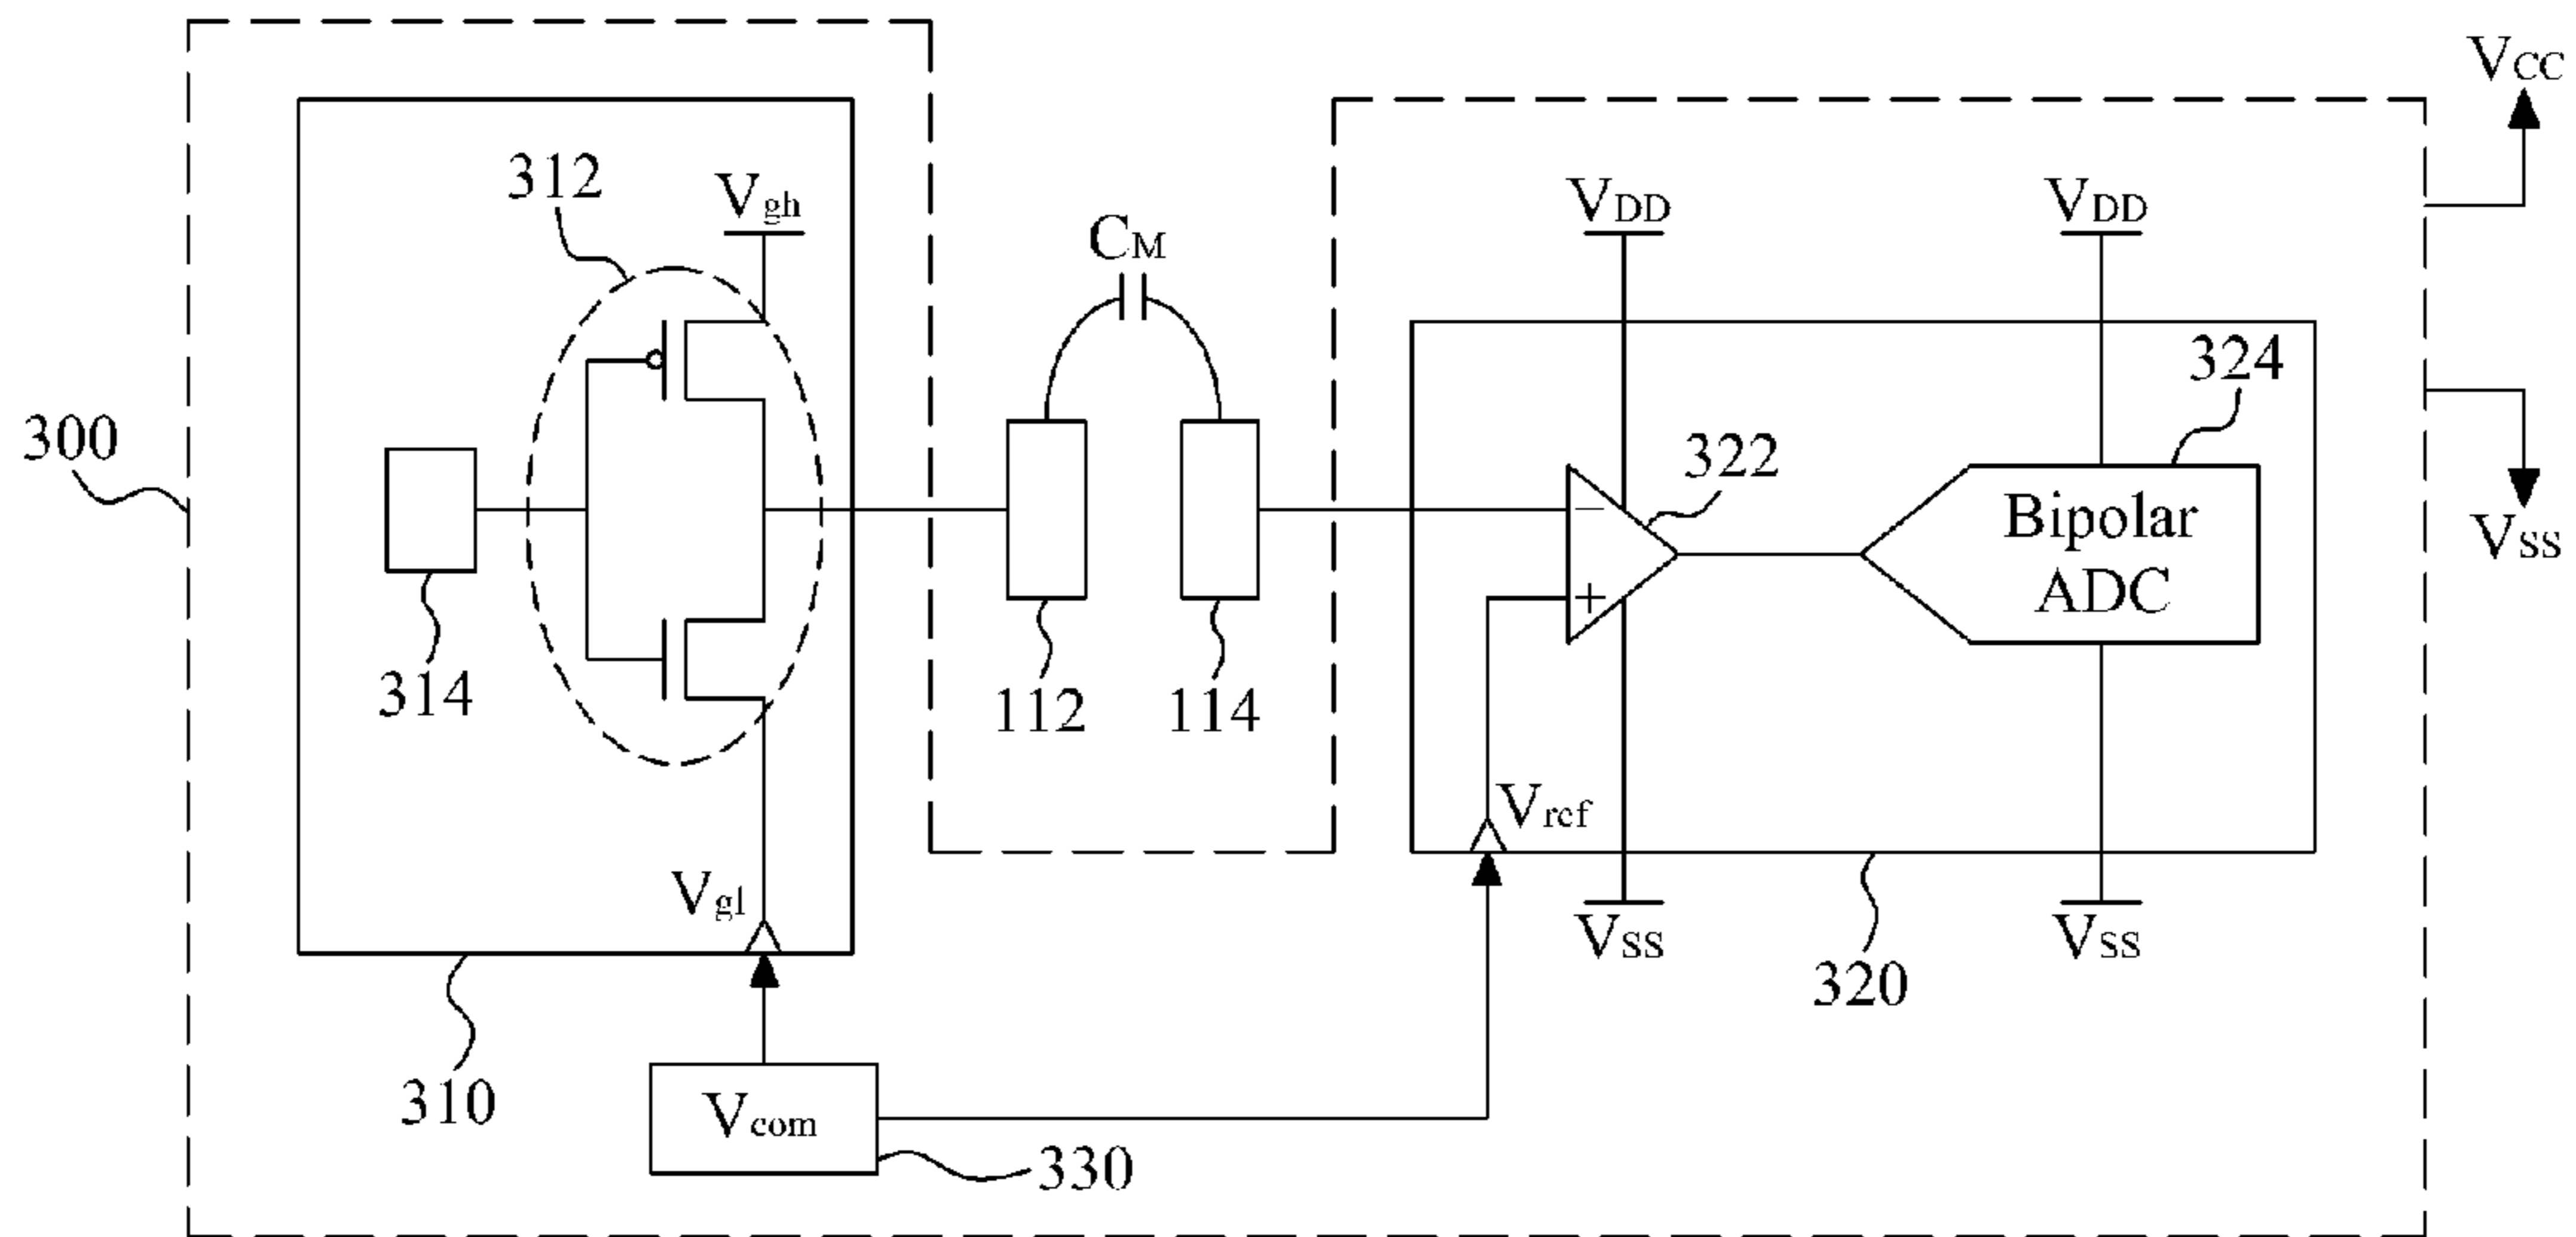 VCC
312
Vgh
VDD
VDD
CM
324
300
322
Bipolar
ADC
VSS
−
+
314
112
114
Vref
Vgl
VSS
VSS
320
310
Vcom
330